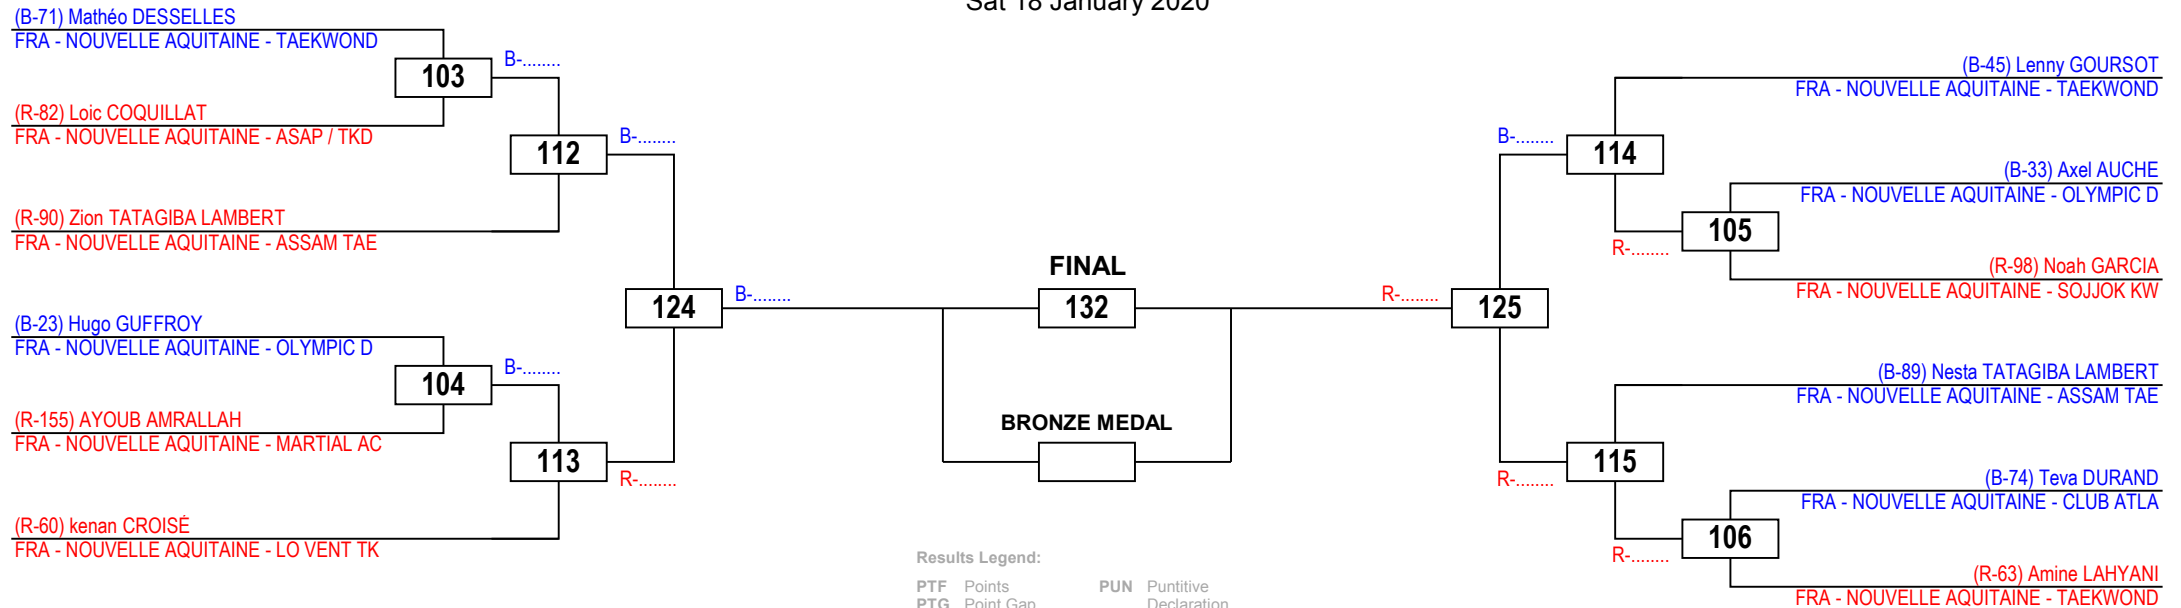 Sat 18 January 2020
(B-71) Mathéo DESSELLES
FRA - NOUVELLE AQUITAINE - TAEKWOND
103
B-........
(R-82) Loic COQUILLAT
FRA - NOUVELLE AQUITAINE - ASAP / TKD
112
B-........
(R-90) Zion TATAGIBA LAMBERT
FRA - NOUVELLE AQUITAINE - ASSAM TAE
124
B-........
(B-23) Hugo GUFFROY
FRA - NOUVELLE AQUITAINE - OLYMPIC D
104
B-........
(R-155) AYOUB AMRALLAH
FRA - NOUVELLE AQUITAINE - MARTIAL AC
113
R-........
(R-60) kenan CROISÉ
FRA - NOUVELLE AQUITAINE - LO VENT TK
FINAL
132
BRONZE MEDAL
(B-45) Lenny GOURSOT
FRA - NOUVELLE AQUITAINE - TAEKWOND
B-........
114
(B-33) Axel AUCHE
FRA - NOUVELLE AQUITAINE - OLYMPIC D
105
R-........
(R-98) Noah GARCIA
FRA - NOUVELLE AQUITAINE - SOJJOK KW
R-........
125
(B-89) Nesta TATAGIBA LAMBERT
FRA - NOUVELLE AQUITAINE - ASSAM TAE
115
R-........
(B-74) Teva DURAND
FRA - NOUVELLE AQUITAINE - CLUB ATLA
106
R-........
(R-63) Amine LAHYANI
FRA - NOUVELLE AQUITAINE - TAEKWOND
Results Legend:
PTF Points PUN Puntitive
PTG Point Gap Declaration